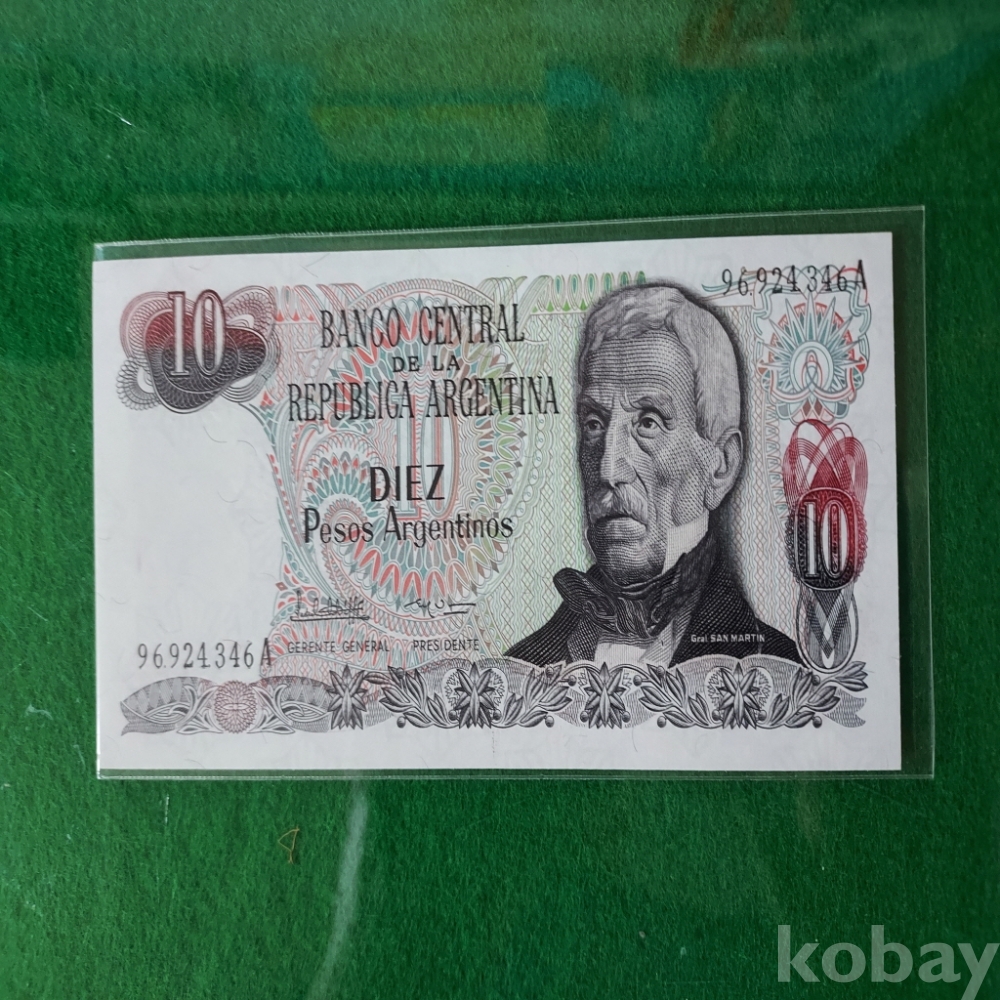 10
96.924.346 A
BANCO CENTRAL
DE LA
REPUBLICA ARGENTINA
10
DIEZ
Pesos Argentinos
10
Gral. SAN MARTIN
96.924.346 A
GERENTE GENERAL PRESIDENTE
kobay